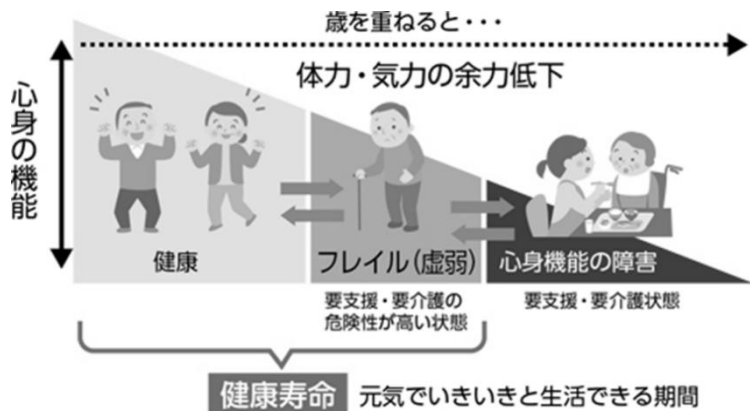 歳を重ねると・・・
体力・気力の余力低下
心身の機能
健康
フレイル(虚弱)
心身機能の障害
要支援・要介護の
危険性が高い状態
要支援・要介護状態
健康寿命
元気でいきいきと生活できる期間